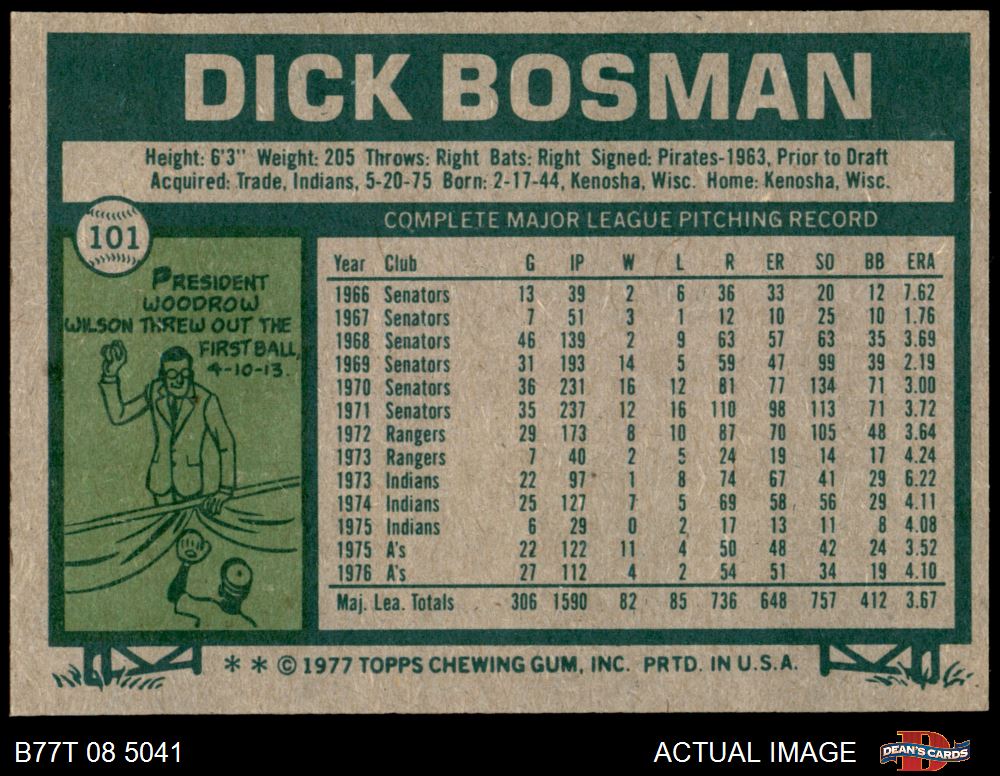 DICK BOSMAN
Height: 6'3" Weight: 205 Throws: Right Bats: Right Signed: Pirates-1963, Prior to Draft
Acquired: Trade, Indians, 5-20-75 Born: 2-17-44, Kenosha, Wisc. Home: Kenosha, Wisc.
101
PRESIDENT
WOODROW
WILSON THREW OUT THE
FIRST BALL,
4-10-13.
COMPLETE MAJOR LEAGUE PITCHING RECORD
Year Club G IP W L R ER SO BB ERA
1966 Senators 13 39 2 6 36 33 20 12 7.62
1967 Senators 7 51 3 1 12 10 25 10 1.76
1968 Senators 46 139 2 9 63 57 63 35 3.69
1969 Senators 31 193 14 5 59 47 99 39 2.19
1970 Senators 36 231 16 12 81 77 134 71 3.00
1971 Senators 35 237 12 16 110 98 113 71 3.72
1972 Rangers 29 173 8 10 87 70 105 48 3.64
1973 Rangers 7 40 2 5 24 19 14 17 4.24
1973 Indians 22 97 1 8 74 67 41 29 6.22
1974 Indians 25 127 7 5 69 58 56 29 4.11
1975 Indians 6 29 0 2 17 13 11 8 4.08
1975 A's 22 122 11 4 50 48 42 24 3.52
1976 A's 27 112 4 2 54 51 34 19 4.10
Maj. Lea. Totals 306 1590 82 85 736 648 757 412 3.67
* * © 1977 TOPPS CHEWING GUM, INC. PRTD. IN U.S.A.
B77T 08 5041
ACTUAL IMAGE
DEAN'S CARDS